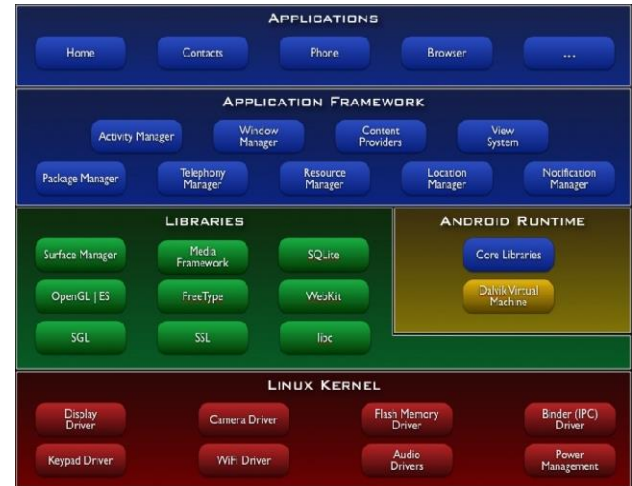 APPLICATIONS
Home
Contacts
Phone
Browser
...
APPLICATION FRAMEWORK
Activity Manager
Window
Manager
Content
Providers
View
System
Package Manager
Telephony
Manager
Resource
Manager
Location
Manager
Notification
Manager
LIBRARIES
Surface Manager
Media
Framework
SQLite
OpenGL | ES
FreeType
WebKit
SGL
SSL
libc
ANDROID RUNTIME
Core Libraries
Dalvik Virtual
Machine
LINUX KERNEL
Display
Driver
Camera Driver
Flash Memory
Driver
Binder (IPC)
Driver
Keypad Driver
WiFi Driver
Audio
Drivers
Power
Management